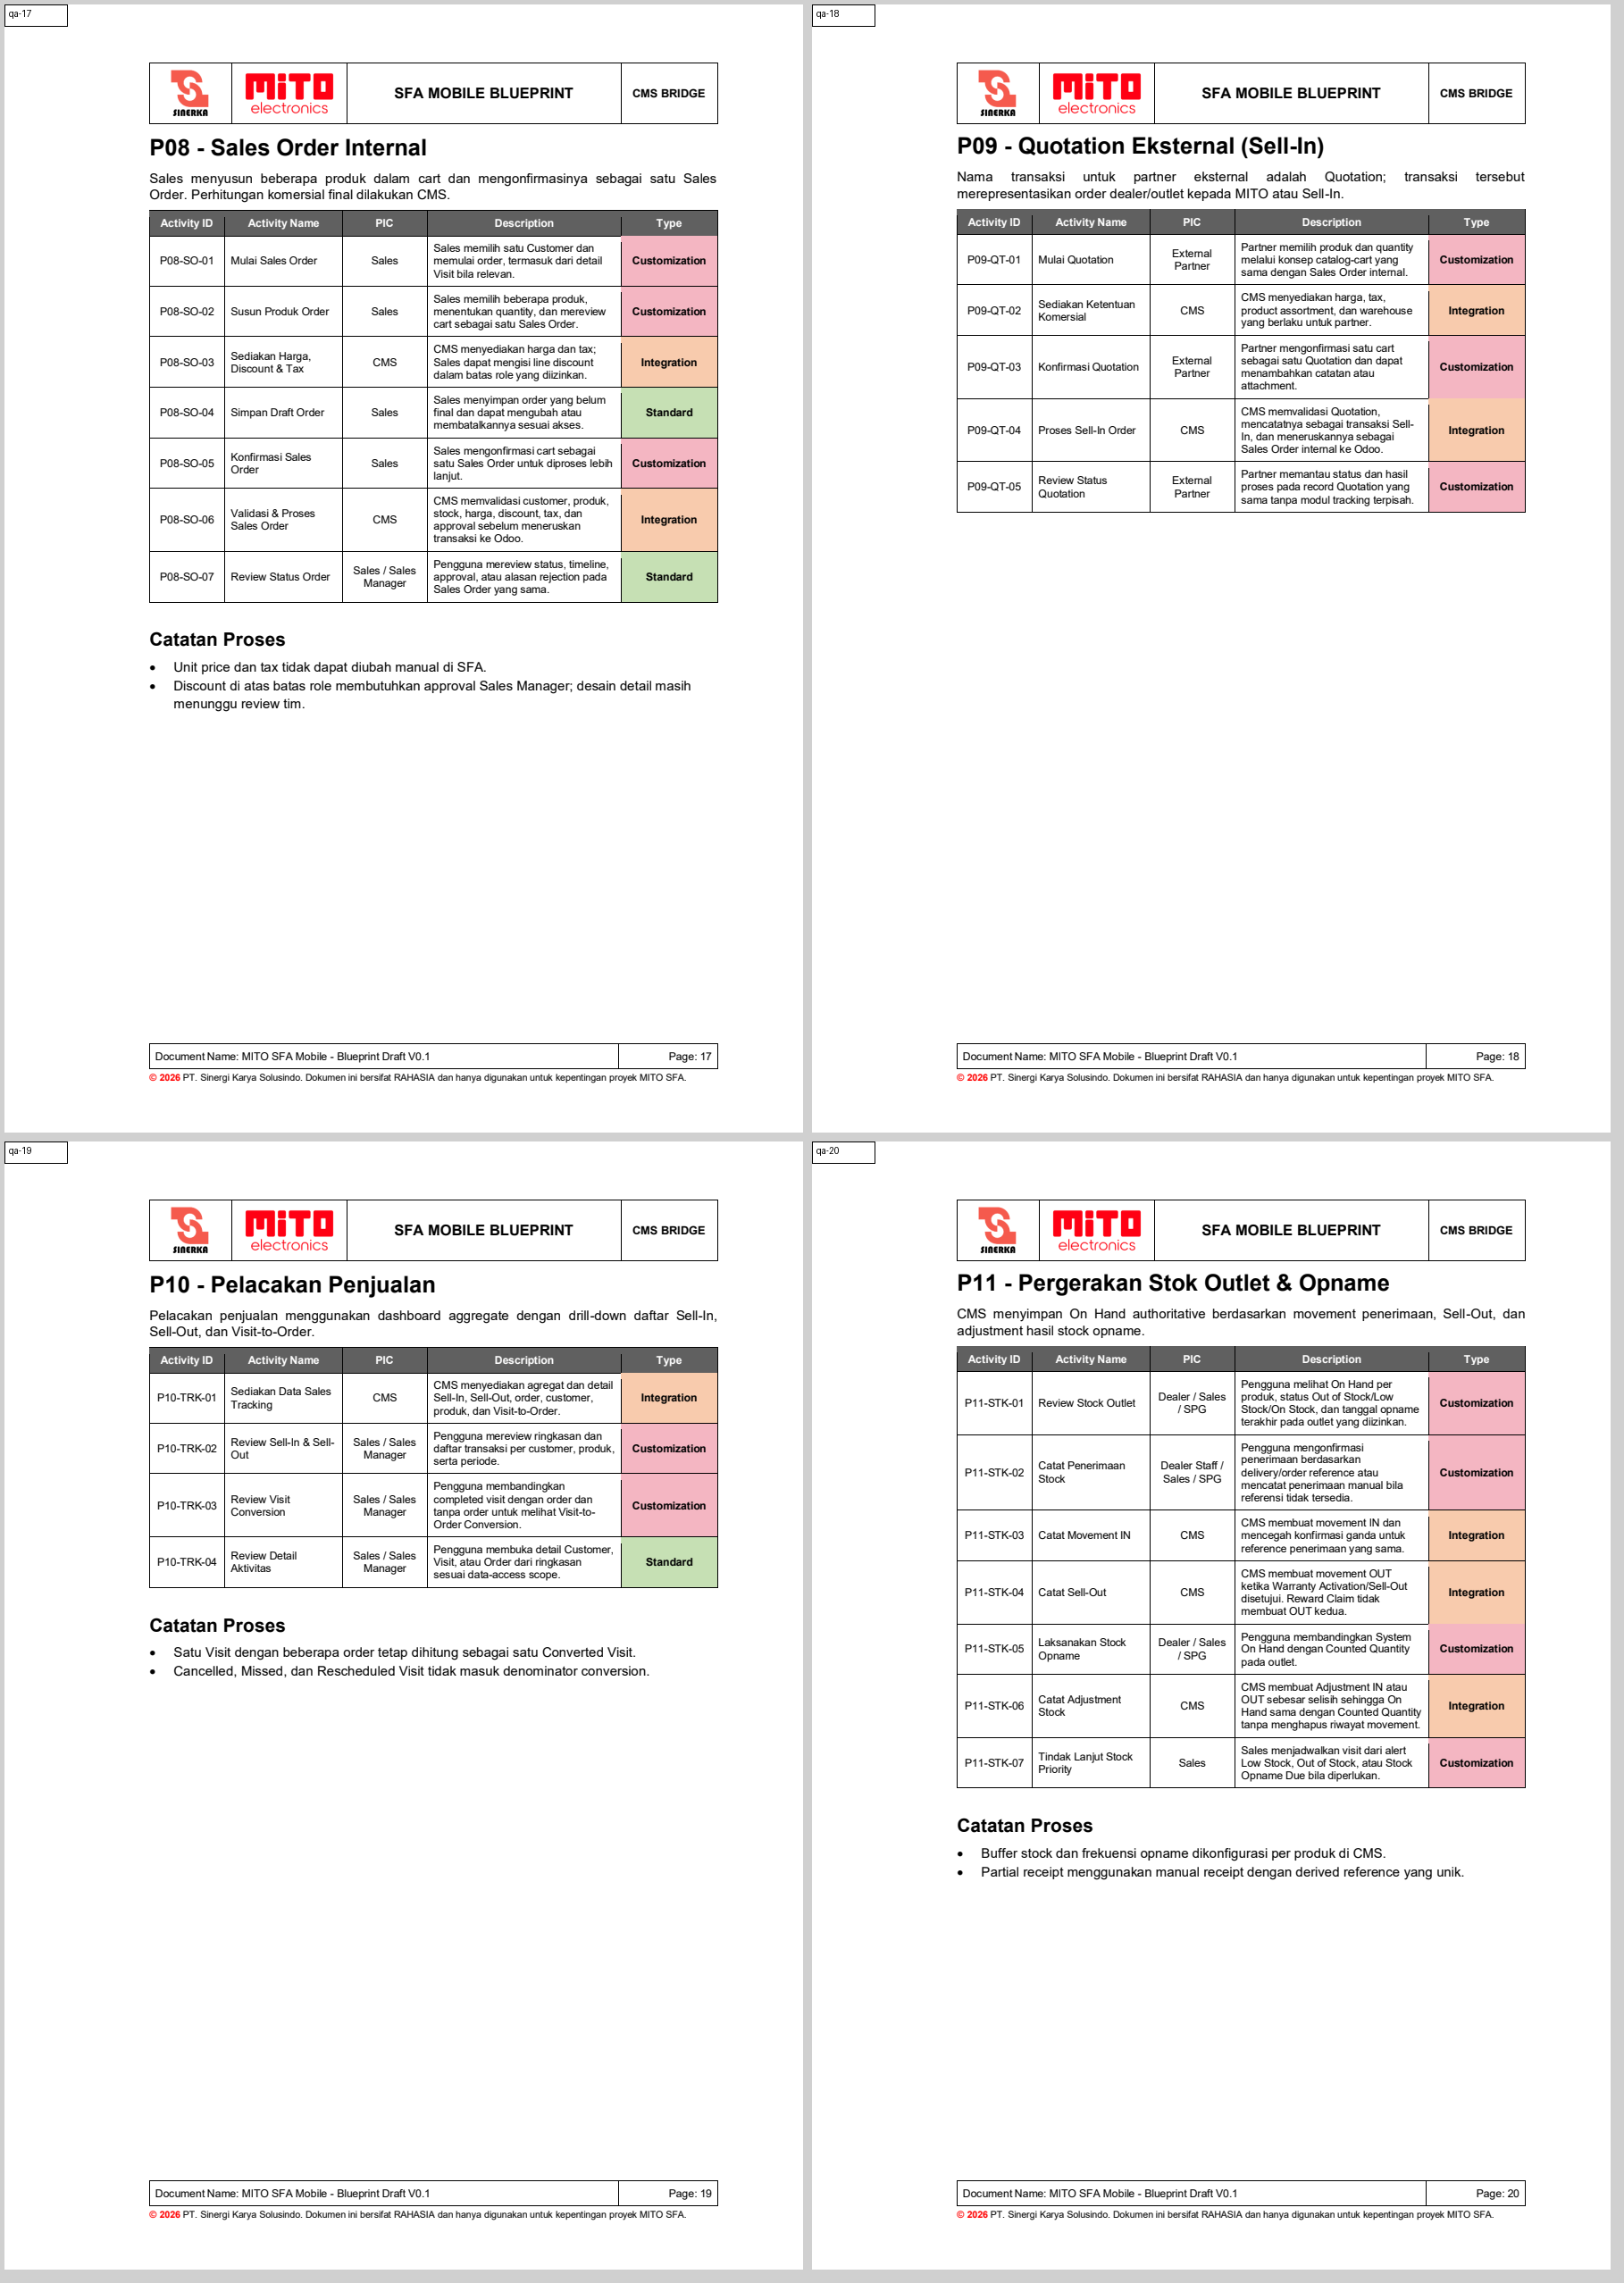 qa-17
SINERKA
MiTO
electronics
SFA MOBILE BLUEPRINT
CMS BRIDGE
P08 - Sales Order Internal
Sales menyusun beberapa produk dalam cart dan mengonfirmasinya sebagai satu Sales
Order. Perhitungan komersial final dilakukan CMS.
Activity ID Activity Name PIC Description Type
P08-SO-01 Mulai Sales Order Sales Sales memilih satu Customer dan
memulai order, termasuk dari detail
Visit bila relevan. Customization
P08-SO-02 Susun Produk Order Sales Sales memilih beberapa produk,
menentukan quantity, dan mereview
cart sebagai satu Sales Order. Customization
P08-SO-03 Sediakan Harga,
Discount & Tax CMS CMS menyediakan harga dan tax;
Sales dapat mengisi line discount
dalam batas role yang diizinkan. Integration
P08-SO-04 Simpan Draft Order Sales Sales menyimpan order yang belum
final dan dapat mengubah atau
membatalkannya sesuai akses. Standard
P08-SO-05 Konfirmasi Sales
Order Sales Sales mengonfirmasi cart sebagai
satu Sales Order untuk diproses lebih
lanjut. Customization
P08-SO-06 Validasi & Proses
Sales Order CMS CMS memvalidasi customer, produk,
stock, harga, discount, tax, dan
approval sebelum meneruskan
transaksi ke Odoo. Integration
P08-SO-07 Review Status Order Sales / Sales
Manager Pengguna mereview status, timeline,
approval, atau alasan rejection pada
Sales Order yang sama. Standard
Catatan Proses
• Unit price dan tax tidak dapat diubah manual di SFA.
• Discount di atas batas role membutuhkan approval Sales Manager; desain detail masih
menunggu review tim.
Document Name: MITO SFA Mobile - Blueprint Draft V0.1 Page: 17
© 2026 PT. Sinergi Karya Solusindo. Dokumen ini bersifat RAHASIA dan hanya digunakan untuk kepentingan proyek MITO SFA.
qa-18
SINERKA
MiTO
electronics
SFA MOBILE BLUEPRINT
CMS BRIDGE
P09 - Quotation Eksternal (Sell-In)
Nama transaksi untuk partner eksternal adalah Quotation; transaksi tersebut
merepresentasikan order dealer/outlet kepada MITO atau Sell-In.
Activity ID Activity Name PIC Description Type
P09-QT-01 Mulai Quotation External
Partner Partner memilih produk dan quantity
melalui konsep catalog-cart yang
sama dengan Sales Order internal. Customization
P09-QT-02 Sediakan Ketentuan
Komersial CMS CMS menyediakan harga, tax,
product assortment, dan warehouse
yang berlaku untuk partner. Integration
P09-QT-03 Konfirmasi Quotation External
Partner Partner mengonfirmasi satu cart
sebagai satu Quotation dan dapat
menambahkan catatan atau
attachment. Customization
P09-QT-04 Proses Sell-In Order CMS CMS memvalidasi Quotation,
mencatatnya sebagai transaksi Sell-
In, dan meneruskannya sebagai
Sales Order internal ke Odoo. Integration
P09-QT-05 Review Status
Quotation External
Partner Partner memantau status dan hasil
proses pada record Quotation yang
sama tanpa modul tracking terpisah. Customization
Document Name: MITO SFA Mobile - Blueprint Draft V0.1 Page: 18
© 2026 PT. Sinergi Karya Solusindo. Dokumen ini bersifat RAHASIA dan hanya digunakan untuk kepentingan proyek MITO SFA.
qa-19
SINERKA
MiTO
electronics
SFA MOBILE BLUEPRINT
CMS BRIDGE
P10 - Pelacakan Penjualan
Pelacakan penjualan menggunakan dashboard aggregate dengan drill-down daftar Sell-In,
Sell-Out, dan Visit-to-Order.
Activity ID Activity Name PIC Description Type
P10-TRK-01 Sediakan Data Sales
Tracking CMS CMS menyediakan agregat dan detail
Sell-In, Sell-Out, order, customer,
produk, dan Visit-to-Order. Integration
P10-TRK-02 Review Sell-In & Sell-
Out Sales / Sales
Manager Pengguna mereview ringkasan dan
daftar transaksi per customer, produk,
serta periode. Customization
P10-TRK-03 Review Visit
Conversion Sales / Sales
Manager Pengguna membandingkan
completed visit dengan order dan
tanpa order untuk melihat Visit-to-
Order Conversion. Customization
P10-TRK-04 Review Detail
Aktivitas Sales / Sales
Manager Pengguna membuka detail Customer,
Visit, atau Order dari ringkasan
sesuai data-access scope. Standard
Catatan Proses
• Satu Visit dengan beberapa order tetap dihitung sebagai satu Converted Visit.
• Cancelled, Missed, dan Rescheduled Visit tidak masuk denominator conversion.
Document Name: MITO SFA Mobile - Blueprint Draft V0.1 Page: 19
© 2026 PT. Sinergi Karya Solusindo. Dokumen ini bersifat RAHASIA dan hanya digunakan untuk kepentingan proyek MITO SFA.
qa-20
SINERKA
MiTO
electronics
SFA MOBILE BLUEPRINT
CMS BRIDGE
P11 - Pergerakan Stok Outlet & Opname
CMS menyimpan On Hand authoritative berdasarkan movement penerimaan, Sell-Out, dan
adjustment hasil stock opname.
Activity ID Activity Name PIC Description Type
P11-STK-01 Review Stock Outlet Dealer / Sales
/ SPG Pengguna melihat On Hand per
produk, status Out of Stock/Low
Stock/On Stock, dan tanggal opname
terakhir pada outlet yang diizinkan. Customization
P11-STK-02 Catat Penerimaan
Stock Dealer Staff /
Sales / SPG Pengguna mengonfirmasi
penerimaan berdasarkan
delivery/order reference atau
mencatat penerimaan manual bila
referensi tidak tersedia. Customization
P11-STK-03 Catat Movement IN CMS CMS membuat movement IN dan
mencegah konfirmasi ganda untuk
reference penerimaan yang sama. Integration
P11-STK-04 Catat Sell-Out CMS CMS membuat movement OUT
ketika Warranty Activation/Sell-Out
disetujui. Reward Claim tidak
membuat OUT kedua. Integration
P11-STK-05 Laksanakan Stock
Opname Dealer / Sales
/ SPG Pengguna membandingkan System
On Hand dengan Counted Quantity
pada outlet. Customization
P11-STK-06 Catat Adjustment
Stock CMS CMS membuat Adjustment IN atau
OUT sebesar selisih sehingga On
Hand sama dengan Counted Quantity
tanpa menghapus riwayat movement. Integration
P11-STK-07 Tindak Lanjut Stock
Priority Sales Sales menjadwalkan visit dari alert
Low Stock, Out of Stock, atau Stock
Opname Due bila diperlukan. Customization
Catatan Proses
• Buffer stock dan frekuensi opname dikonfigurasi per produk di CMS.
• Partial receipt menggunakan manual receipt dengan derived reference yang unik.
Document Name: MITO SFA Mobile - Blueprint Draft V0.1 Page: 20
© 2026 PT. Sinergi Karya Solusindo. Dokumen ini bersifat RAHASIA dan hanya digunakan untuk kepentingan proyek MITO SFA.